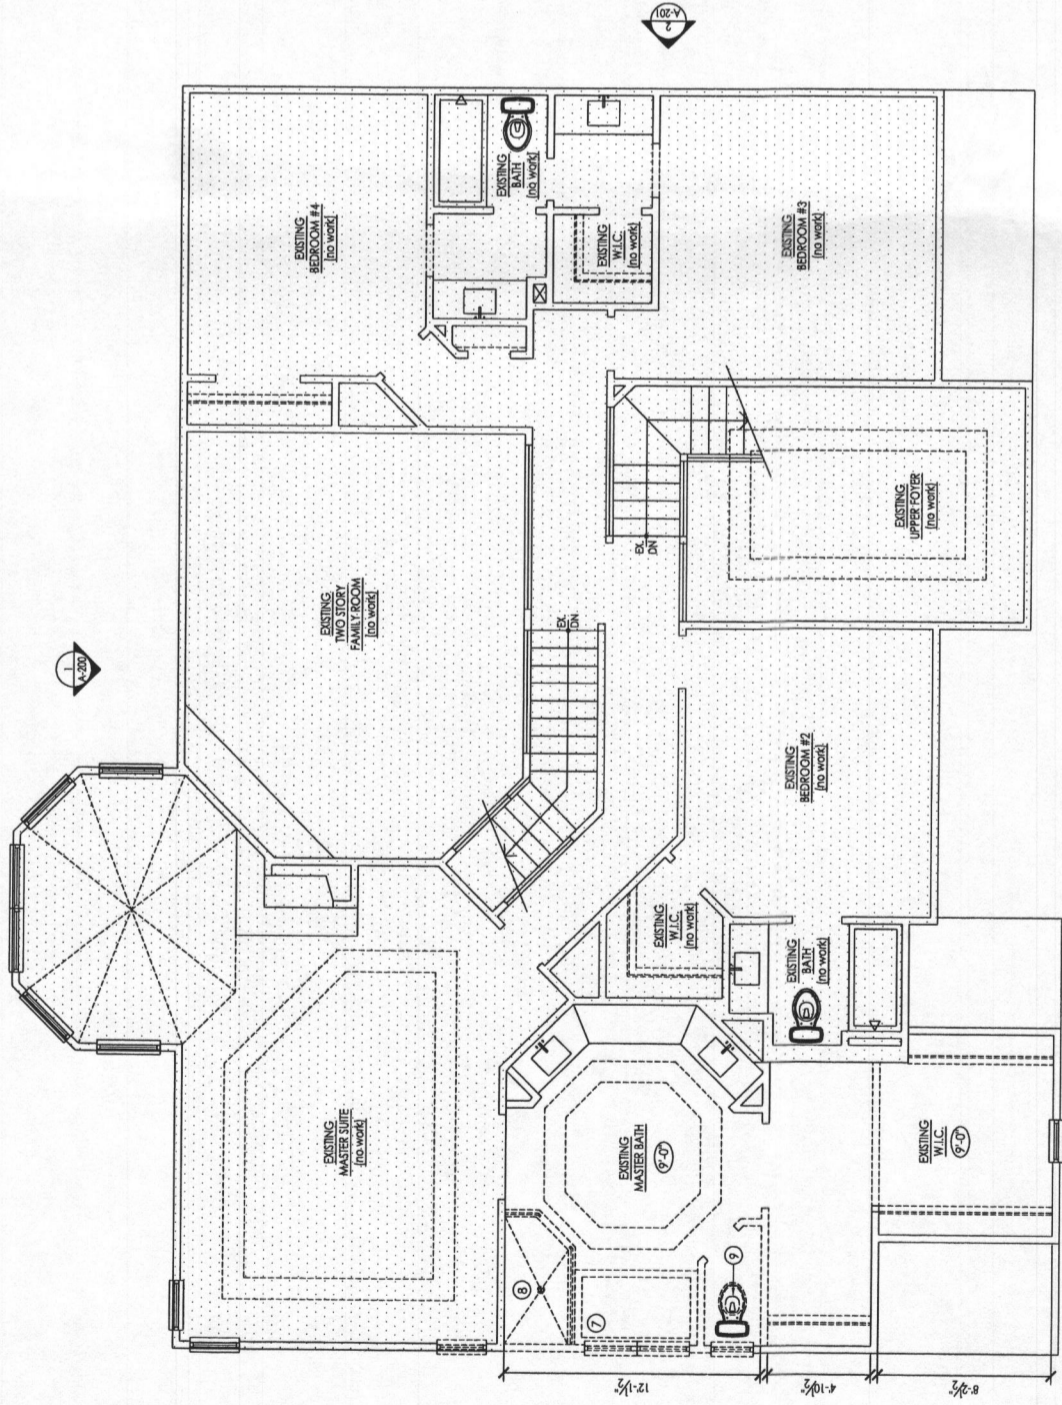 2
A-201
EXISTING
BEDROOM #4
(no work)
EXISTING
BATH
(no work)
EXISTING
W.I.C.
(no work)
EXISTING
BEDROOM #3
(no work)
EXISTING
TWO STORY
FAMILY ROOM
(no work)
EX.
DN
EX.
DN
EXISTING
UPPER FOYER
(no work)
1
A-200
EXISTING
BEDROOM #2
(no work)
EXISTING
W.I.C.
(no work)
EXISTING
BATH
(no work)
EXISTING
MASTER SUITE
(no work)
EXISTING
MASTER BATH
9'-0"
EXISTING
W.I.C.
9'-0"
8
7
9
12'-1½"
4'-10½"
8'-2½"